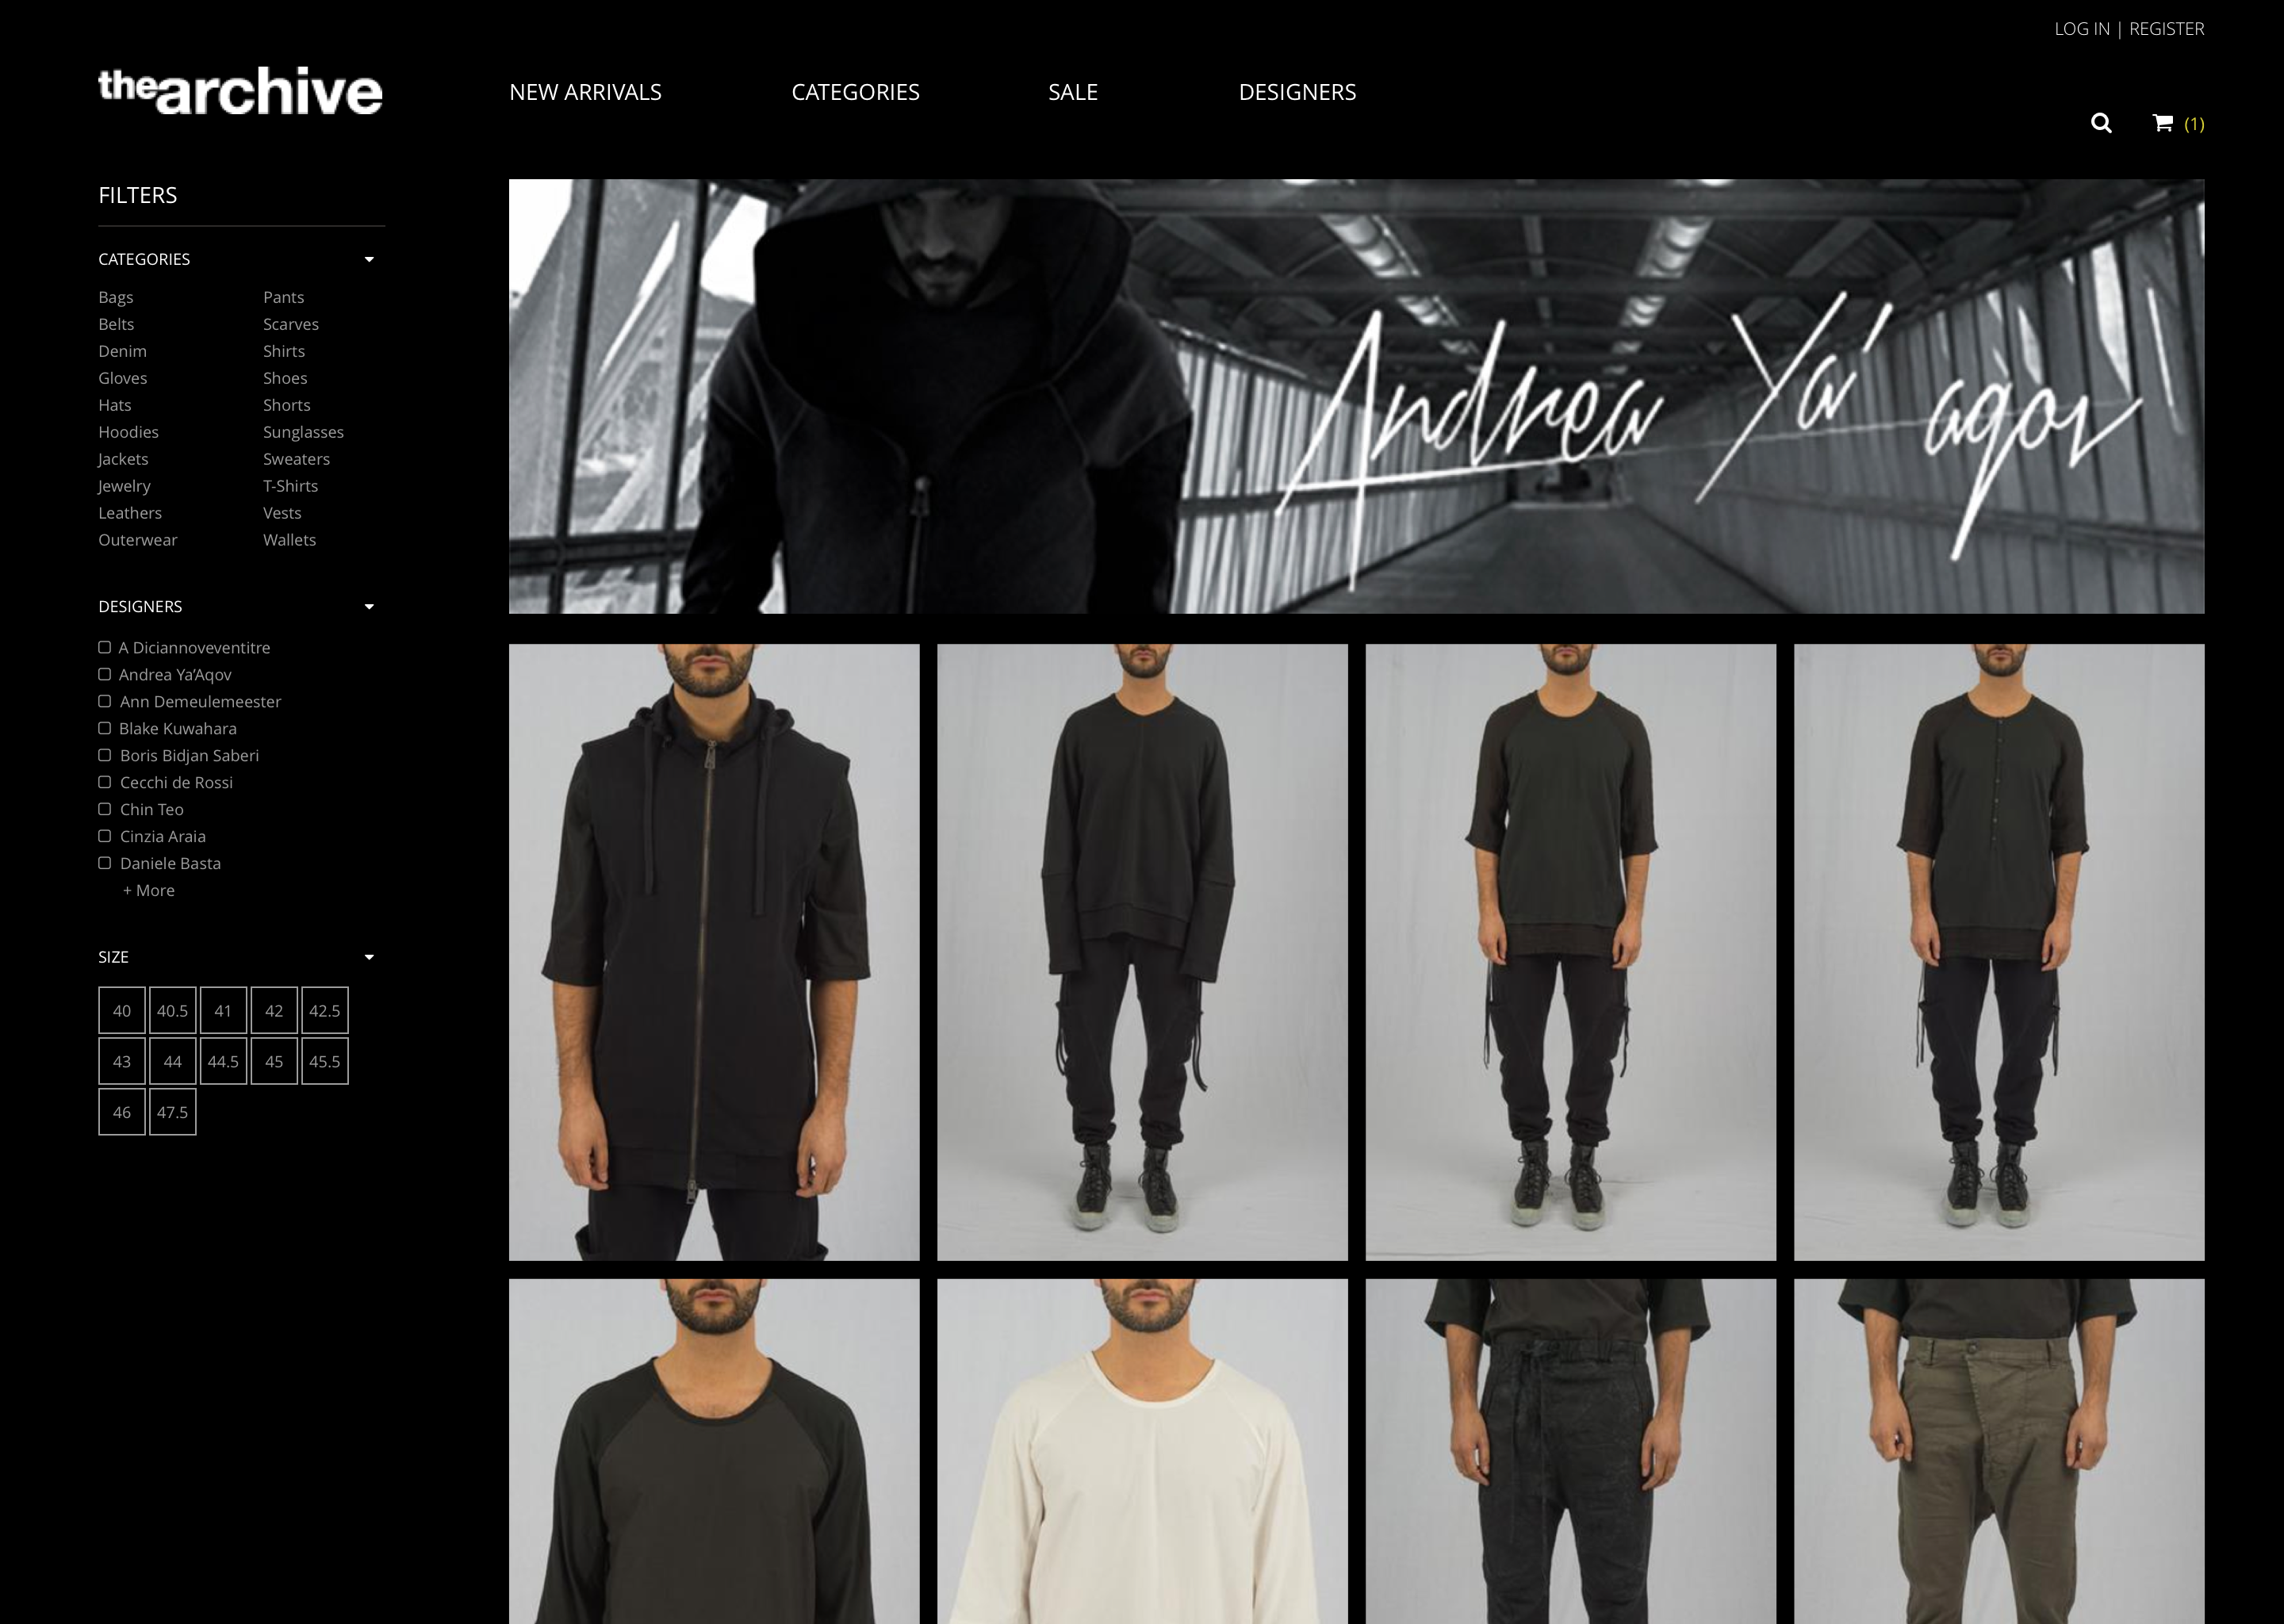 LOG IN | REGISTER
thearchive
NEW ARRIVALS
CATEGORIES
SALE
DESIGNERS
(1)
FILTERS
CATEGORIES
Bags
Belts
Denim
Gloves
Hats
Hoodies
Jackets
Jewelry
Leathers
Outerwear
Pants
Scarves
Shirts
Shoes
Shorts
Sunglasses
Sweaters
T-Shirts
Vests
Wallets
DESIGNERS
A Diciannoveventitre
Andrea Ya’Aqov
Ann Demeulemeester
Blake Kuwahara
Boris Bidjan Saberi
Cecchi de Rossi
Chin Teo
Cinzia Araia
Daniele Basta
+ More
SIZE
40 40.5 41 42 42.5
43 44 44.5 45 45.5
46 47.5
Andrea Ya' aqov